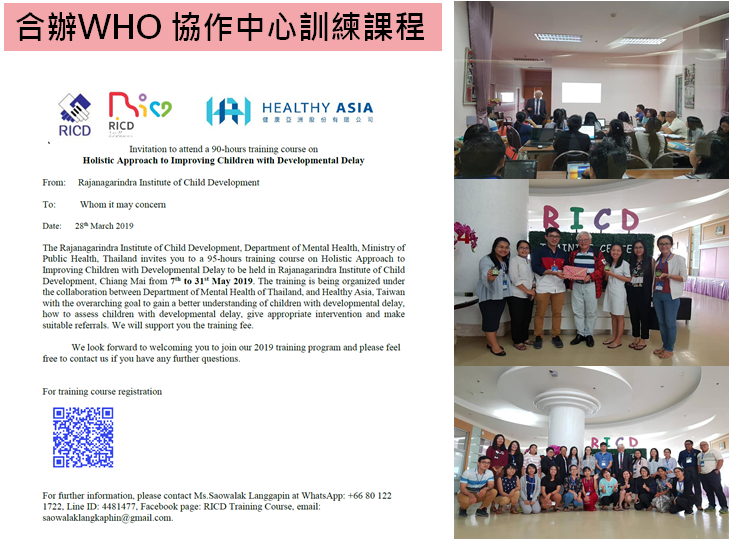 合辦WHO 協作中心訓練課程
RICD
Ricd
RICD
HEALTHY ASIA
健康亞洲股份有限公司
Invitation to attend a 90-hours training course on
Holistic Approach to Improving Children with Developmental Delay
From: Rajanagarindra Institute of Child Development
To: Whom it may concern
Date: 28th March 2019
The Rajanagarindra Institute of Child Development, Department of Mental Health, Ministry of
Public Health, Thailand invites you to a 95-hours training course on Holistic Approach to
Improving Children with Developmental Delay to be held in Rajanagarindra Institute of Child
Development, Chiang Mai from 7th to 31st May 2019. The training is being organized under
the collaboration between Department of Mental Health of Thailand, and Healthy Asia, Taiwan
with the overarching goal to gain a better understanding of children with developmental delay,
how to assess children with developmental delay, give appropriate intervention and make
suitable referrals. We will support you the training fee.
We look forward to welcoming you to join our 2019 training program and please feel
free to contact us if you have any further questions.
For training course registration
For further information, please contact Ms.Saowalak Langgapin at WhatsApp: +66 80 122
1722, Line ID: 4481477, Facebook page: RICD Training Course, email:
saowalaklangkaphin@gmail.com.
RICD
TRAINING CENTER
RICD